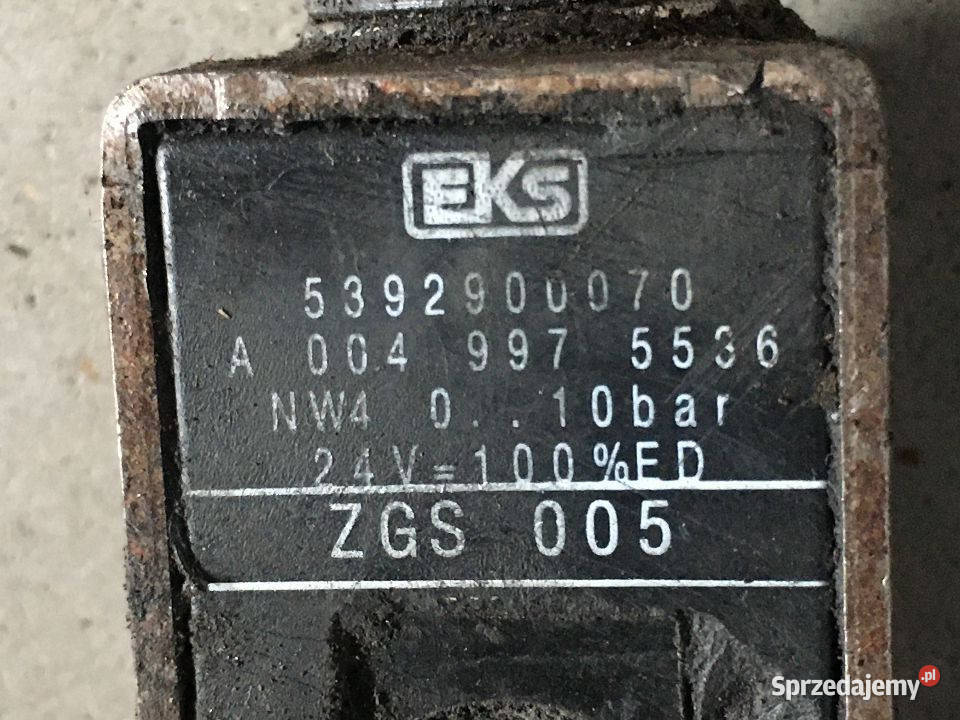 EKS
5392900070
A 004 997 5536
NW4 0..10bar
24V=100%ED
ZGS 005
Sprzedajemy.pl